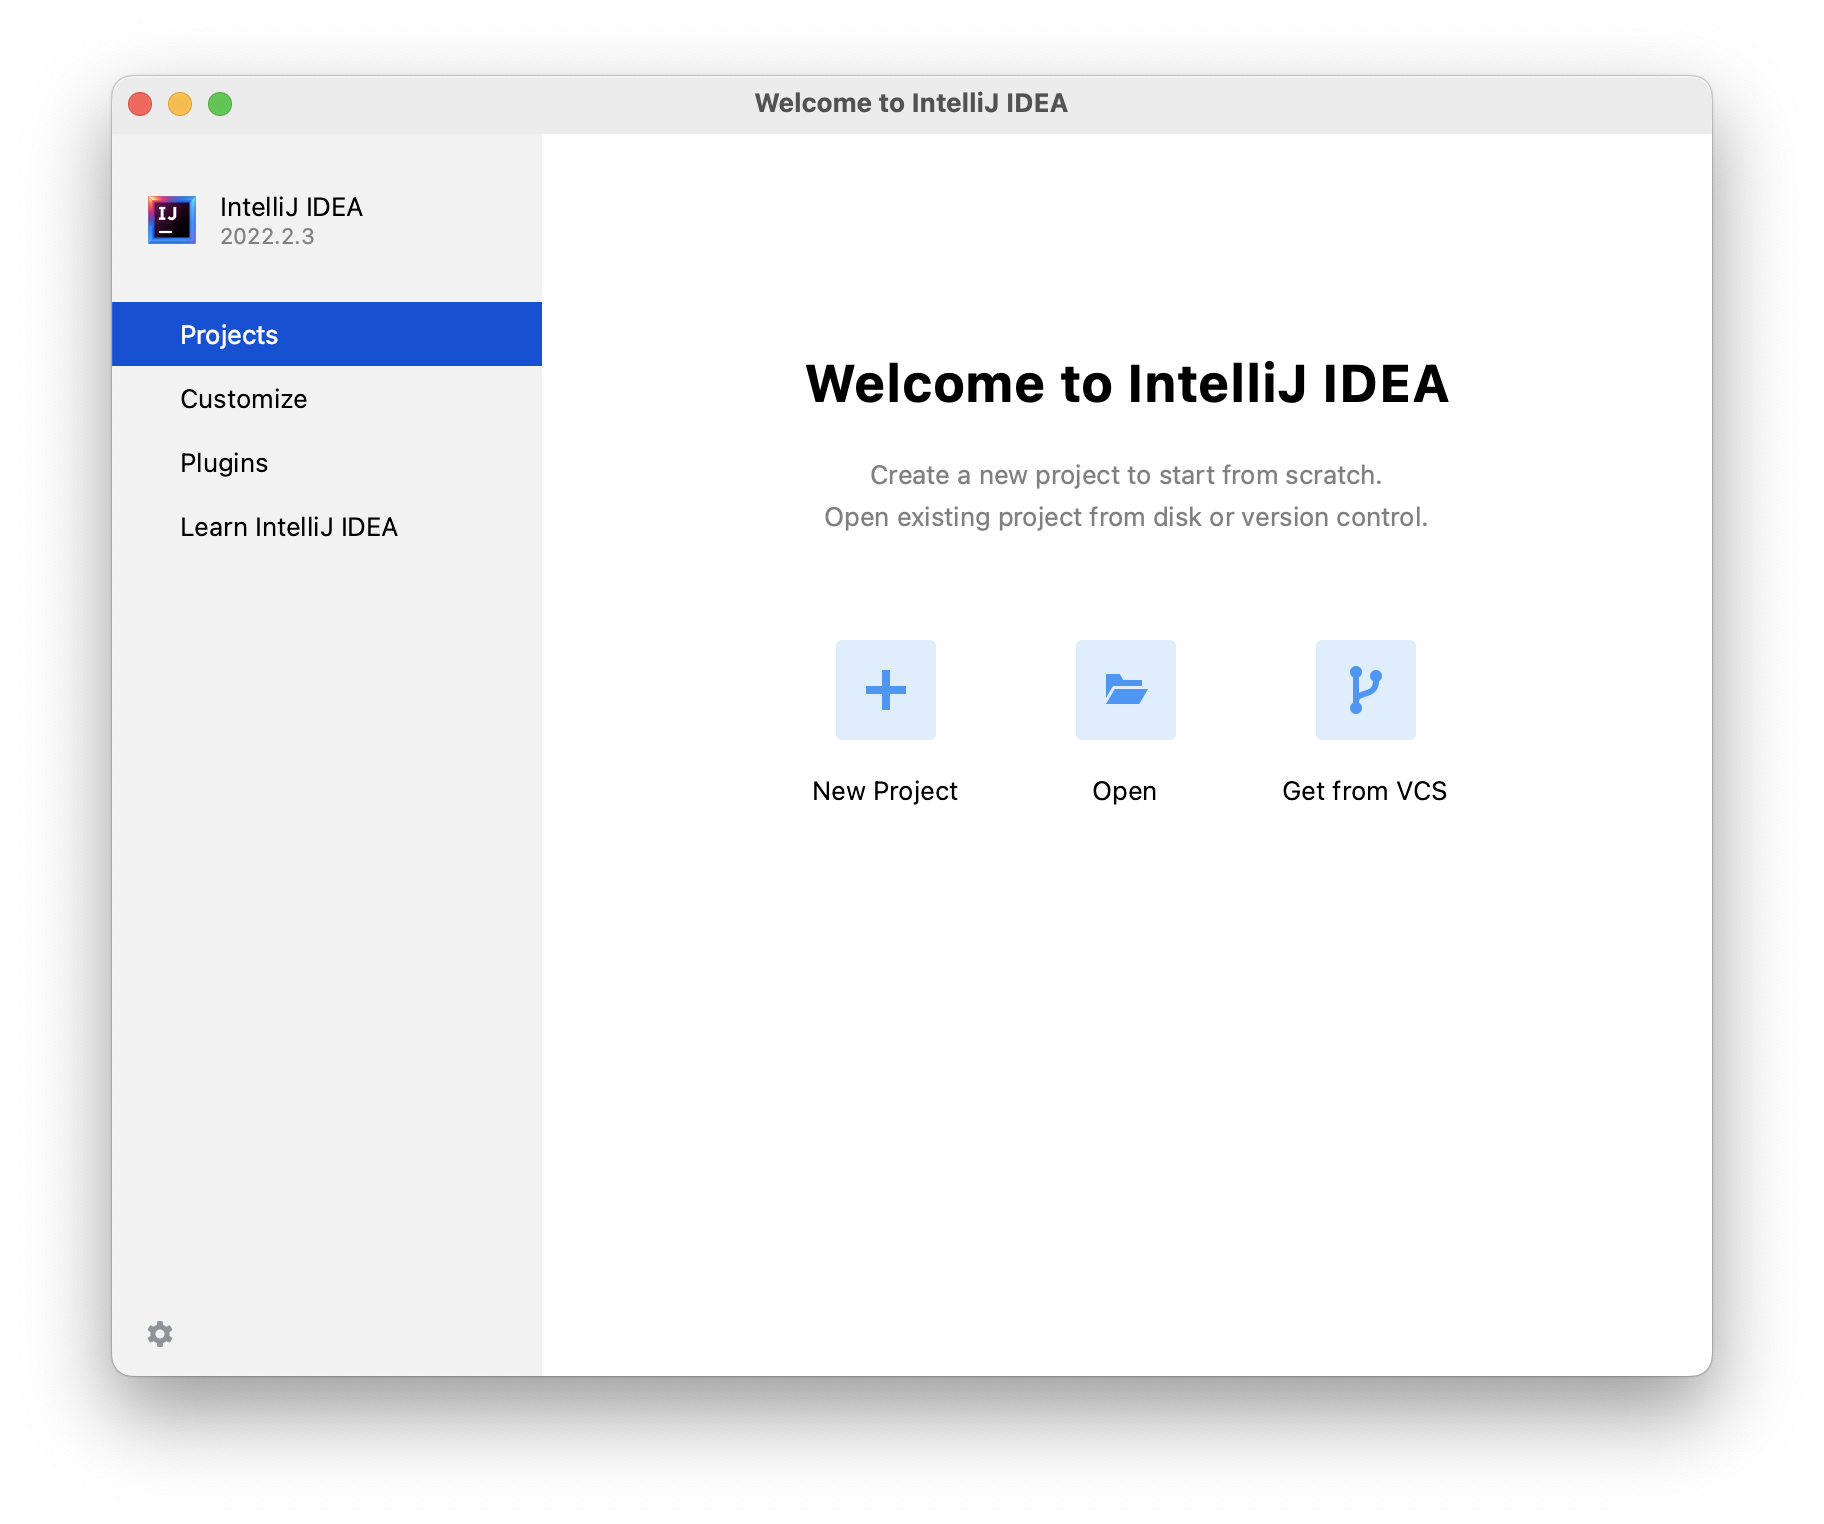 Welcome to IntelliJ IDEA
IJ
IntelliJ IDEA
2022.2.3
Projects
Customize
Plugins
Learn IntelliJ IDEA
Welcome to IntelliJ IDEA
Create a new project to start from scratch.
Open existing project from disk or version control.
New Project
Open
Get from VCS